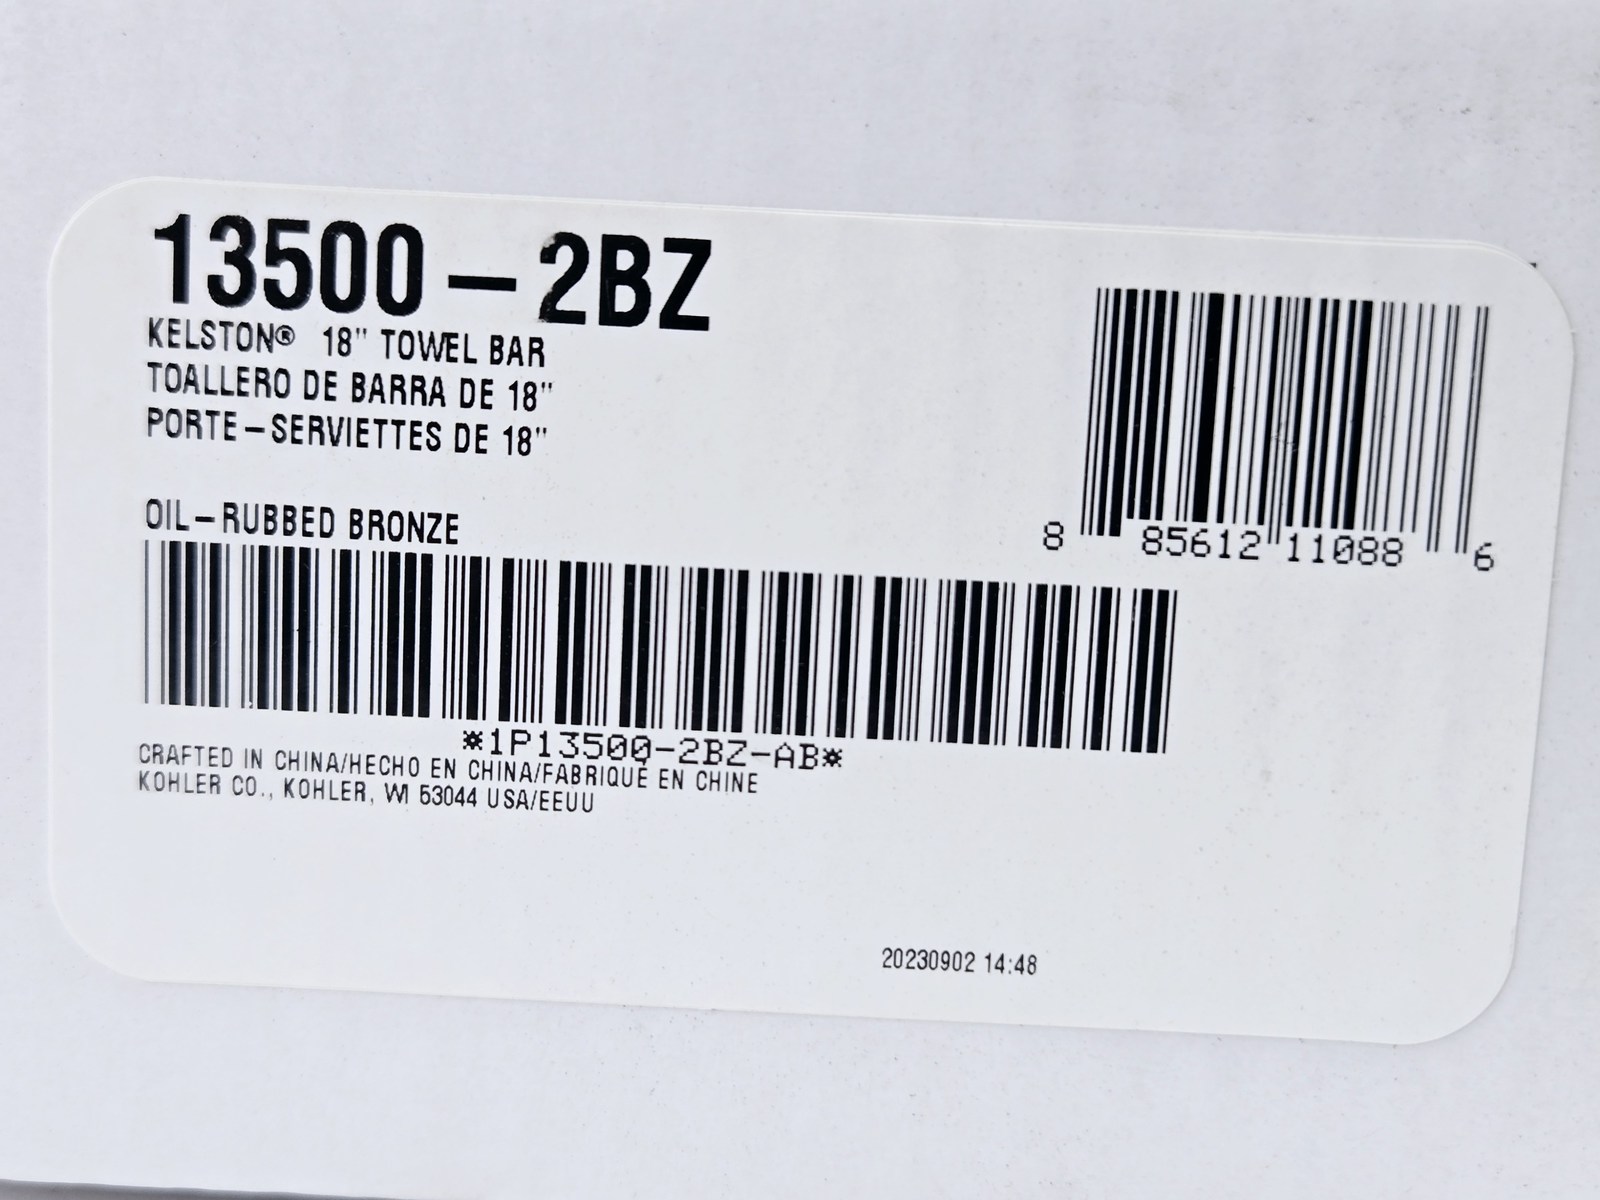 13500-2BZ
KELSTON® 18" TOWEL BAR
TOALLERO DE BARRA DE 18"
PORTE-SERVIETTES DE 18"
OIL-RUBBED BRONZE
8 85612 11088 6
*1P13500-2BZ-AB*
CRAFTED IN CHINA/HECHO EN CHINA/FABRIQUÉ EN CHINE
KOHLER CO., KOHLER, WI 53044 USA/EEUU
20230902 14:48